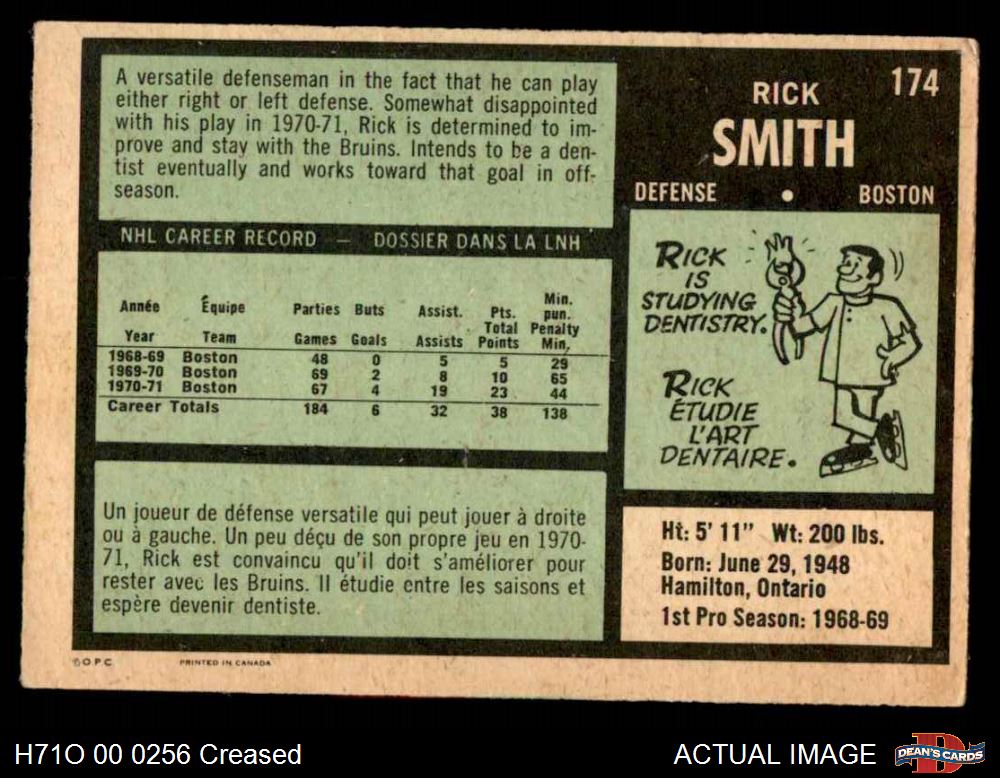 A versatile defenseman in the fact that he can play
either right or left defense. Somewhat disappointed
with his play in 1970-71, Rick is determined to im-
prove and stay with the Bruins. Intends to be a den-
tist eventually and works toward that goal in off-
season.
NHL CAREER RECORD — DOSSIER DANS LA LNH
Année Équipe Parties Buts Assist. Pts. Min. pun.
Year Team Games Goals Assists Total Points Penalty Min.
1968-69 Boston 48 0 5 5 29
1969-70 Boston 69 2 8 10 65
1970-71 Boston 67 4 19 23 44
Career Totals 184 6 32 38 138
Un joueur de défense versatile qui peut jouer à droite
ou à gauche. Un peu déçu de son propre jeu en 1970-
71, Rick est convaincu qu'il doit s'améliorer pour
rester avec les Bruins. Il étudie entre les saisons et
espère devenir dentiste.
174
RICK
SMITH
DEFENSE • BOSTON
RICK
IS
STUDYING
DENTISTRY.
RICK
ÉTUDIE
L'ART
DENTAIRE.
Ht: 5' 11" Wt: 200 lbs.
Born: June 29, 1948
Hamilton, Ontario
1st Pro Season: 1968-69
© O.P.C. PRINTED IN CANADA
H71O 00 0256 Creased
ACTUAL IMAGE
DEAN'S CARDS